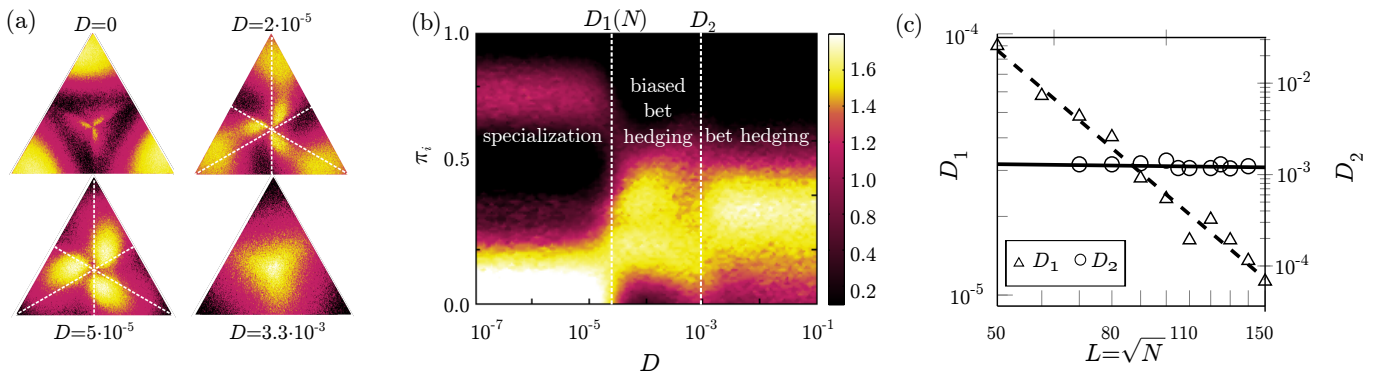 (a)
D=0
D=2·10⁻⁵
D=5·10⁻⁵
D=3.3·10⁻³
(b)
D₁(N)
D₂
1.0
0.5
0.0
πᵢ
specialization
biased
bet
hedging
bet hedging
10⁻⁷
10⁻⁵
10⁻³
10⁻¹
D
1.6
1.4
1.2
1.0
0.8
0.6
0.4
0.2
(c)
10⁻⁴
10⁻⁵
D₁
10⁻²
10⁻³
10⁻⁴
D₂
D₁
D₂
50
80
110
150
L=√N